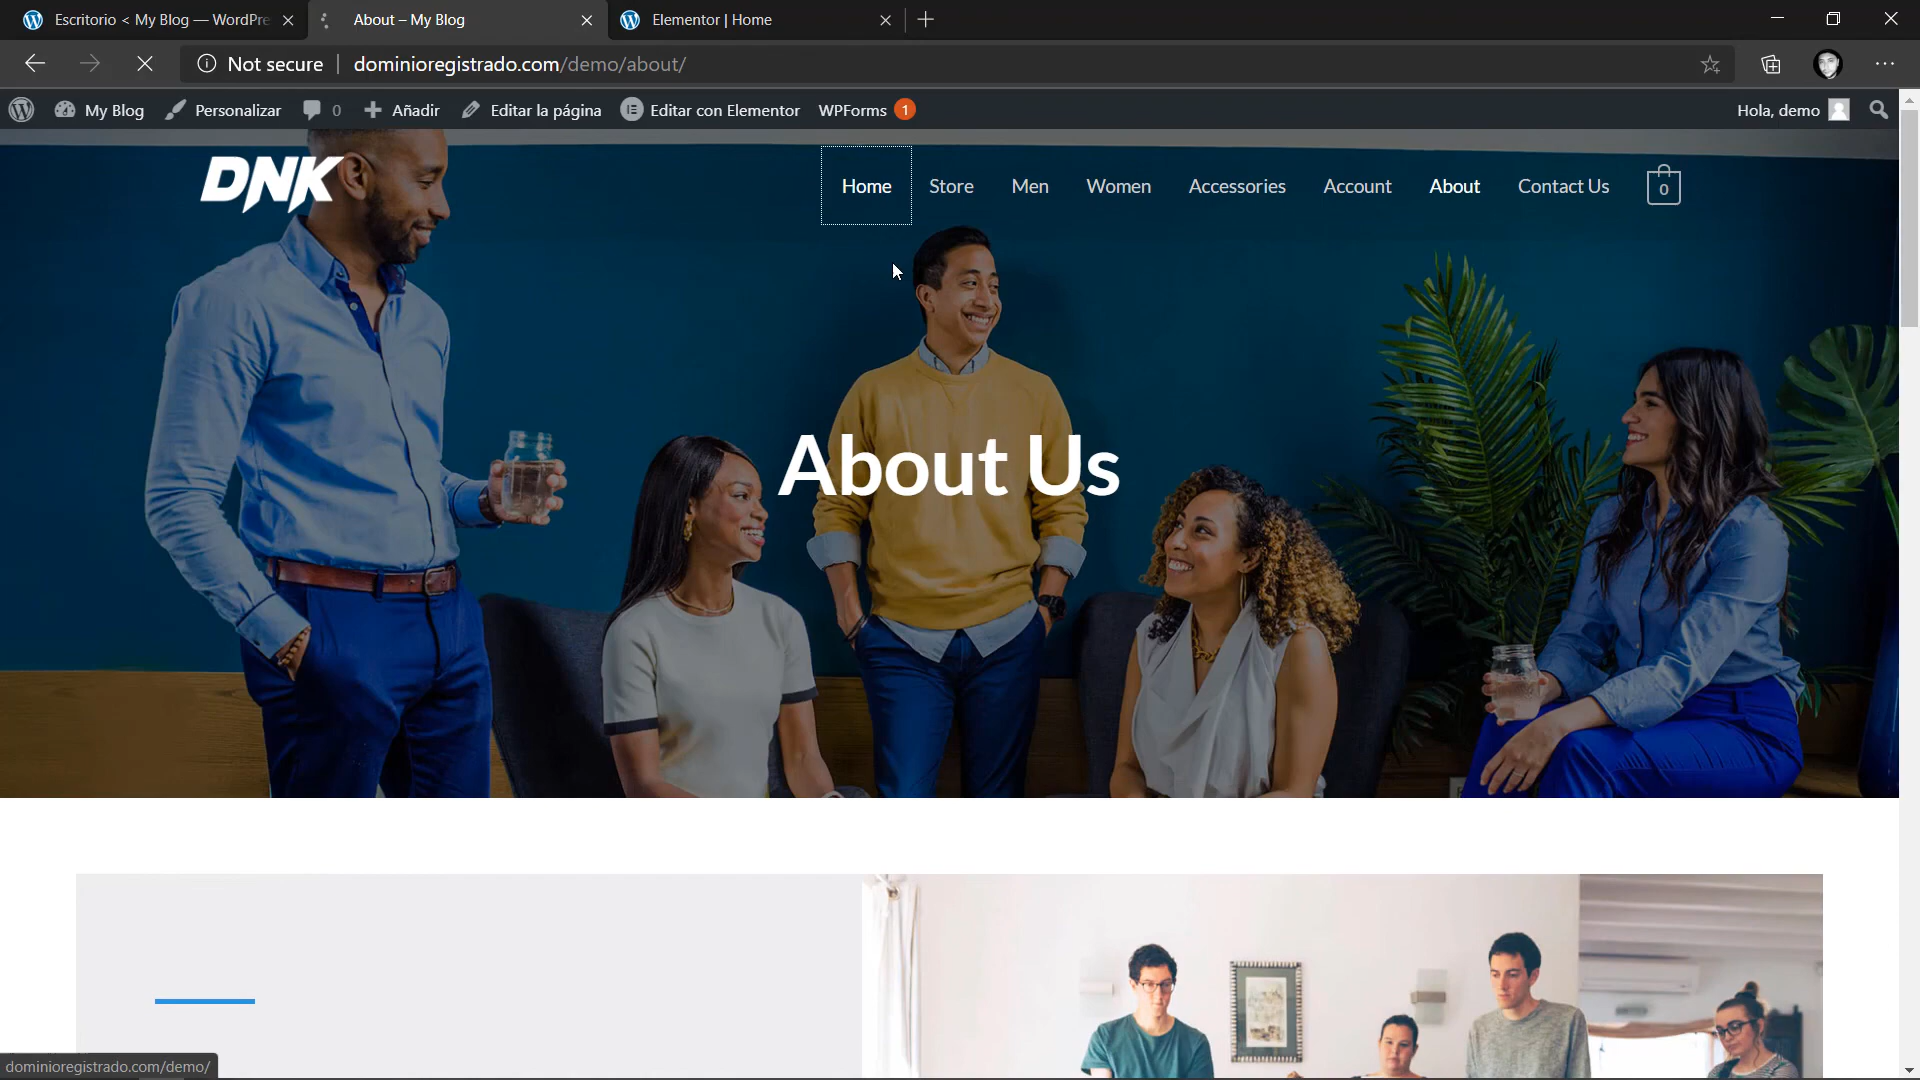 Escritorio < My Blog — WordPre
About – My Blog
Elementor | Home
Not secure
dominioregistrado.com/demo/about/
My Blog
Personalizar
0
Añadir
Editar la página
Editar con Elementor
WPForms
1
Hola, demo
DNK
Home
Store
Men
Women
Accessories
Account
About
Contact Us
0
About Us
dominioregistrado.com/demo/